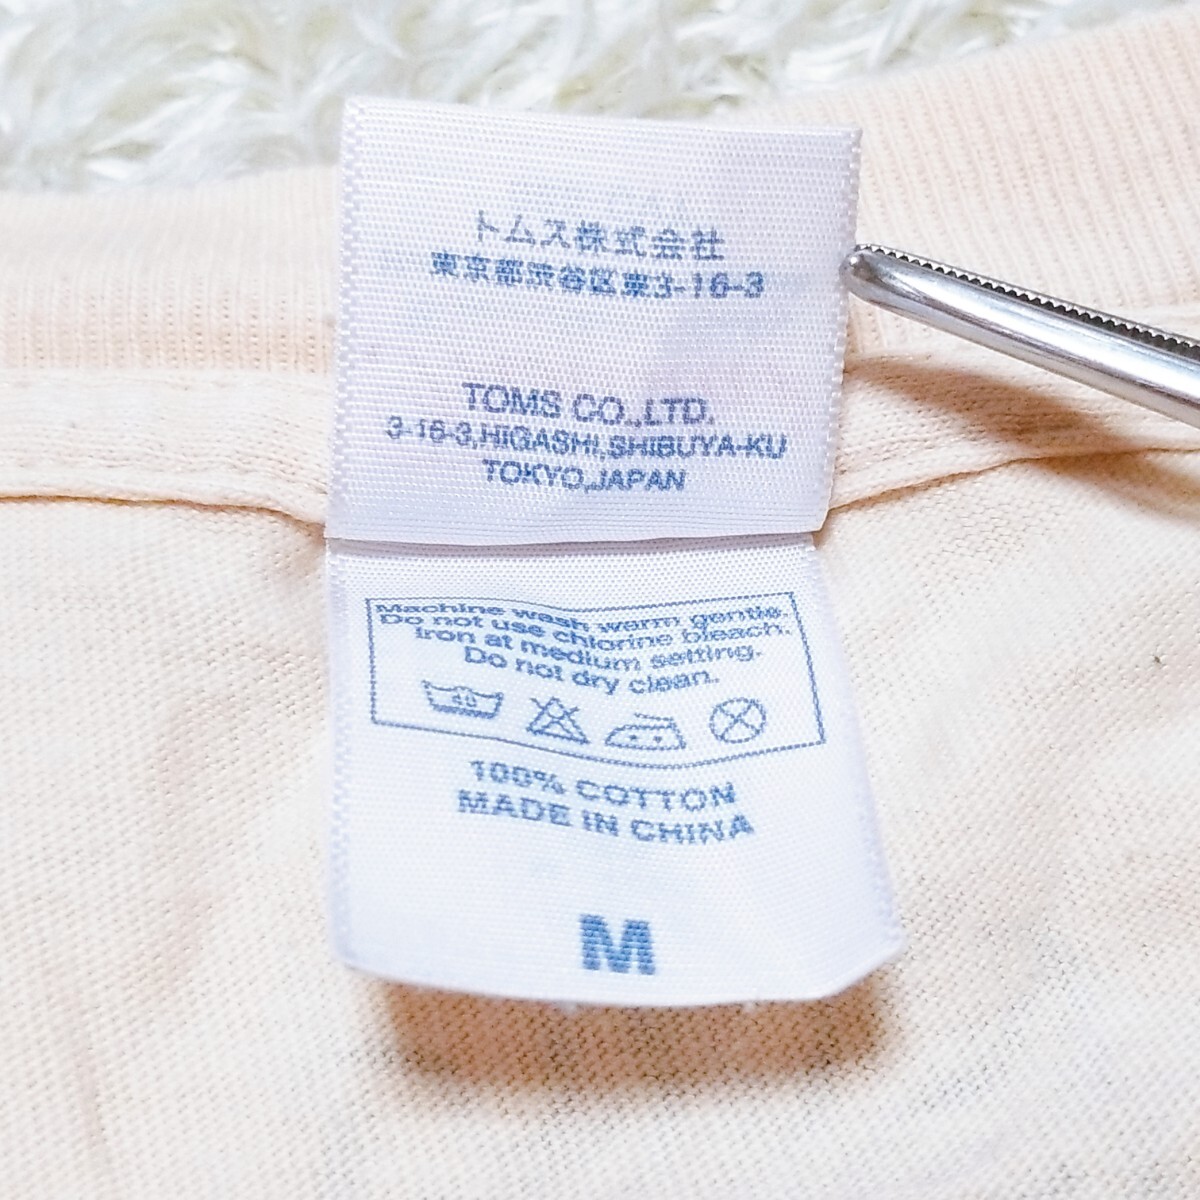 トムス株式会社
東京都渋谷区東3-16-3
TOMS CO.,LTD.
3-16-3,HIGASHI,SHIBUYA-KU
TOKYO,JAPAN
Machine wash warm gentle.
Do not use chlorine bleach.
Iron at medium setting.
Do not dry clean.
40
100% COTTON
MADE IN CHINA
M